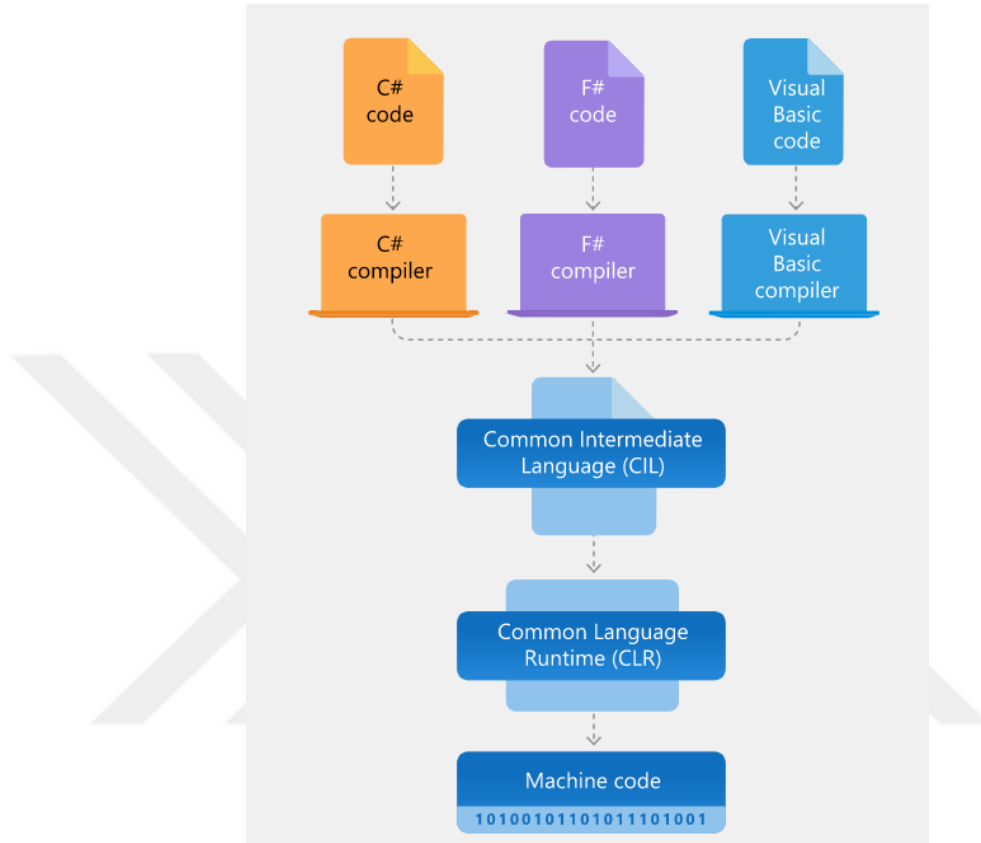 C#
code
F#
code
Visual
Basic
code
C#
compiler
F#
compiler
Visual
Basic
compiler
Common Intermediate
Language (CIL)
Common Language
Runtime (CLR)
Machine code
10100101101011101001